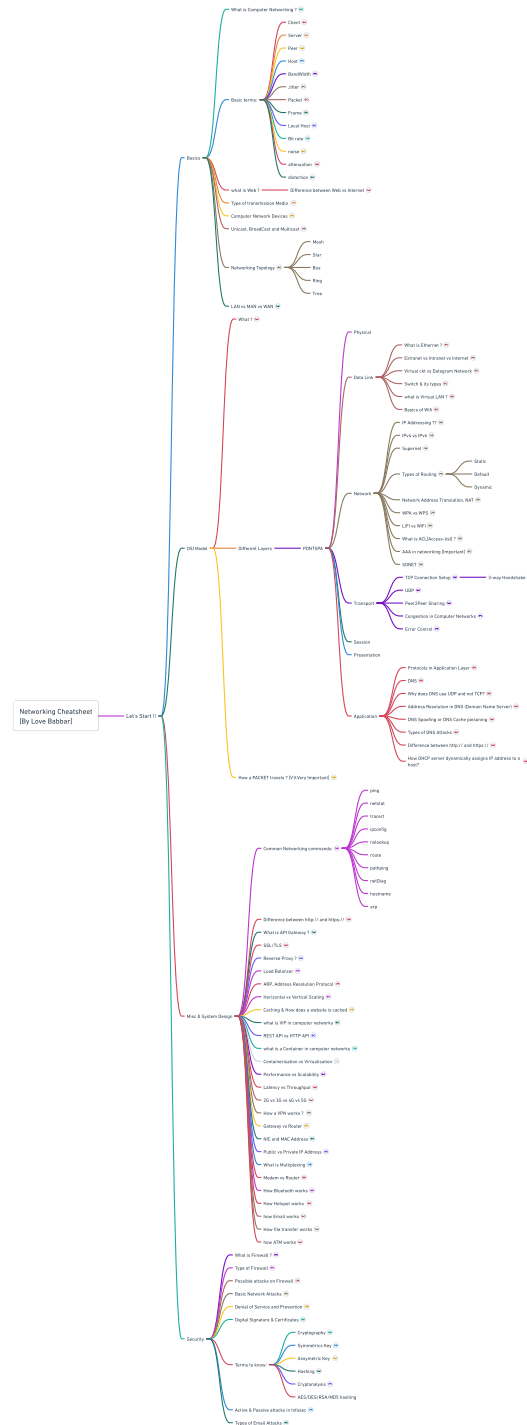 What is Computer Networking ?
Client
Server
Peer
Host
BandWidth
Jitter
Basic terms:
Packet
Frame
Local Host
Bit rate
noise
attenuation
distortion
Basics
what is Web ?
Difference between Web vs Internet
Type of transmission Media
Computer Network Devices
Unicast, BroadCast and Multicast
Mesh
Star
Networking Topology
Bus
Ring
Tree
LAN vs MAN vs WAN
What ?
Physical
What is Ethernet ?
Extranet vs Intranet vs Internet
Virtual ckt vs Datagram Network
Data Link
Switch & its types
what is Virtual LAN ?
Basics of Wifi
IP Addressing ??
IPv4 vs IPv6
Supernet
Static
Types of Routing
Default
Dynamic
Network
Network Address Translation, NAT
WPA vs WPS
LiFi vs WiFi
What is ACL(Access-list) ?
AAA in networking (Important)
SONET
OSI Model
Different Layers
PDNTSPA
TCP Connection Setup
3-way Handshake
UDP
Transport
Peer2Peer Sharing
Congestion in Computer Networks
Error Control
Session
Presentation
Protocols in Application Layer
DNS
Why does DNS use UDP and not TCP?
Address Resolution in DNS (Domain Name Server)
Application
DNS Spoofing or DNS Cache poisoning
Types of DNS Attacks
Difference between http:// and https://
How DHCP server dynamically assigns IP address to a
host?
Networking Cheatsheet
[By Love Babbar]
Let's Start !!
How a PACKET travels ? [V.V.Very Important]
ping
netstat
tracert
ipconfig
Common Networking commands:
nslookup
route
pathping
netDiag
hostname
arp
Difference between http:// and https://
What is API Gateway ?
SSL/TLS
Reverse Proxy ?
Load Balancer
ARP, Address Resolution Protocol
Horizontal vs Vertical Scaling
Caching & How does a website is cached
Misc & System Design
what is VIP in computer networks
REST API vs HTTP API
what is a Container in computer networks
Containerisation vs Virtualisation
Performance vs Scalability
Latency vs Throughput
2G vs 3G vs 4G vs 5G
How a VPN works ?
Gateway vs Router
NIC and MAC Address
Public vs Private IP Address
What is Multiplexing
Modem vs Router
How Bluetooth works
How Hotspot works
how Email works
How file transfer works
how ATM works
What is Firewall ?
Type of Firewall
Possible attacks on Firewall
Basic Network Attacks
Denial of Service and Prevention
Digital Signature & Certificates
Security
Cryptography
Symmetrics Key
Assymetric Key
Terms to know:
Hashing
Cryptanalysis
AES/DES/RSA/MD5 hashing
Active & Passive attacks in Infosec
Types of Email Attacks